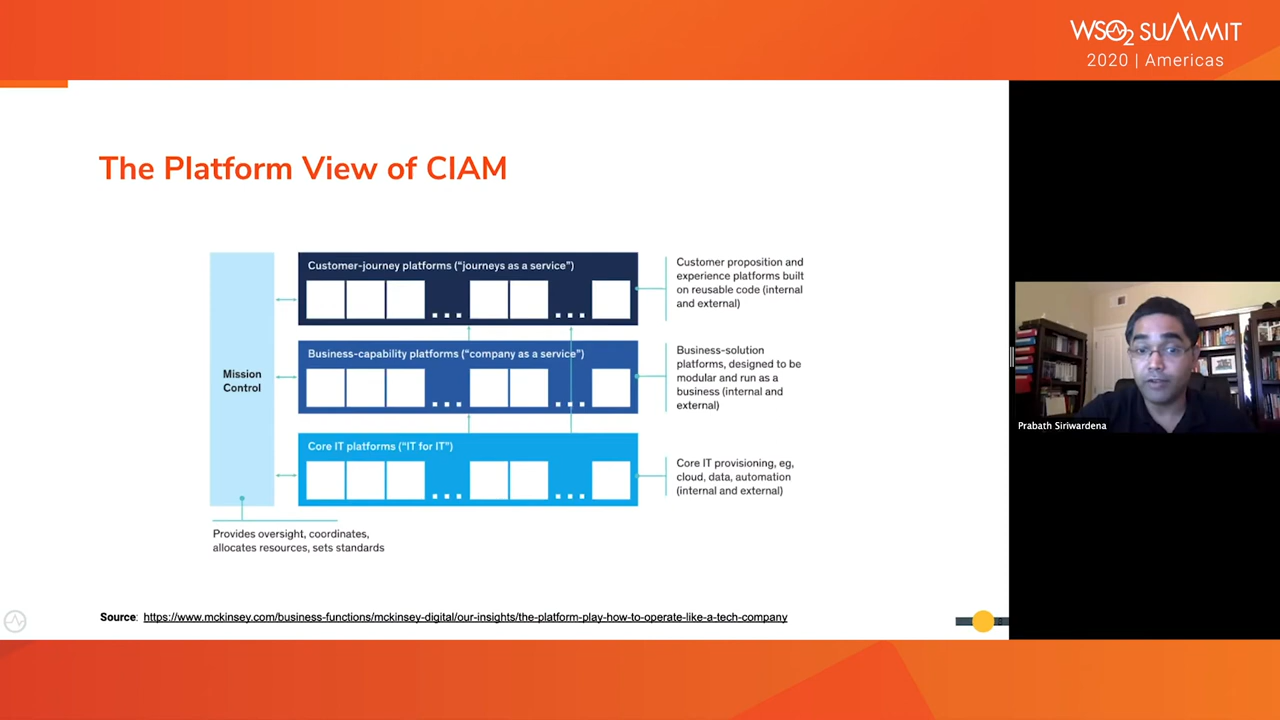 WSO2 SUMMIT
2020 | Americas
The Platform View of CIAM
Mission
Control
Customer-journey platforms (“journeys as a service”)
Customer proposition and
experience platforms built
on reusable code (internal
and external)
Business-capability platforms (“company as a service”)
Business-solution
platforms, designed to be
modular and run as a
business (internal and
external)
Core IT platforms (“IT for IT”)
Core IT provisioning, eg,
cloud, data, automation
(internal and external)
Provides oversight, coordinates,
allocates resources, sets standards
Source: https://www.mckinsey.com/business-functions/mckinsey-digital/our-insights/the-platform-play-how-to-operate-like-a-tech-company
Prabath Siriwardena